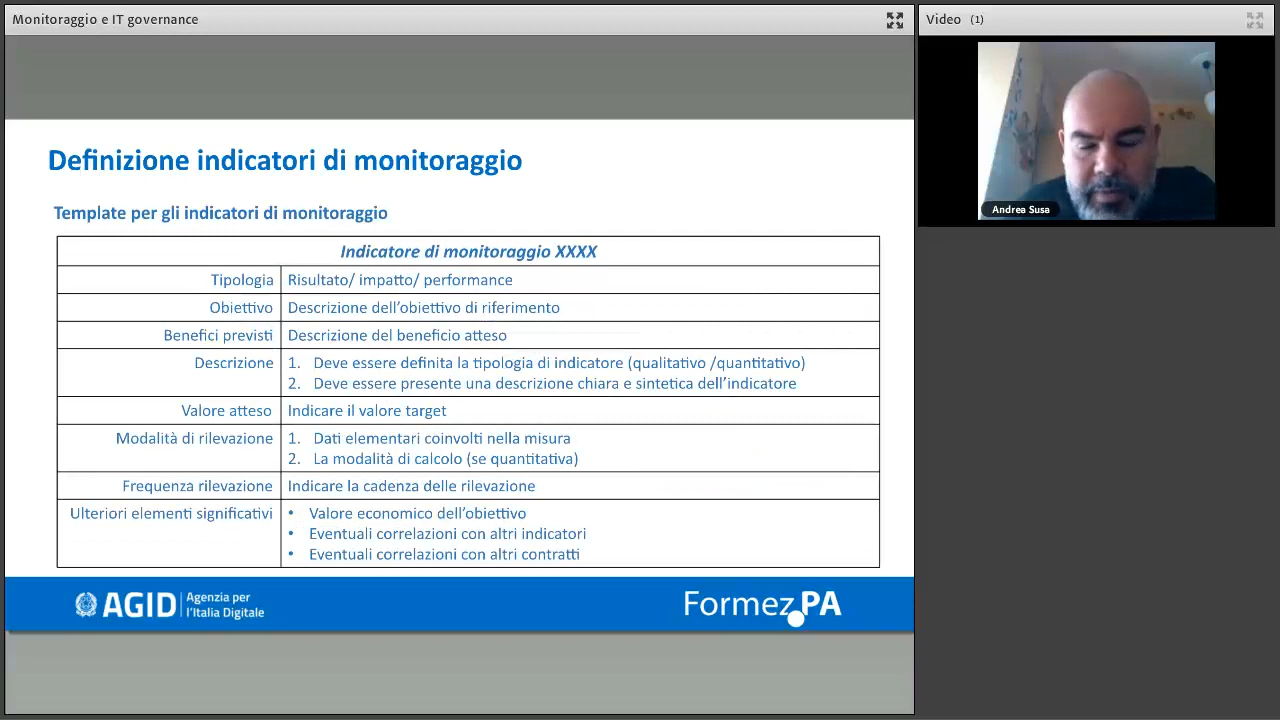 Monitoraggio e IT governance
Video (1)
Andrea Susa
Definizione indicatori di monitoraggio
Template per gli indicatori di monitoraggio
Indicatore di monitoraggio XXXX
Tipologia Risultato/ impatto/ performance
Obiettivo Descrizione dell’obiettivo di riferimento
Benefici previsti Descrizione del beneficio atteso
Descrizione 1. Deve essere definita la tipologia di indicatore (qualitativo /quantitativo)
2. Deve essere presente una descrizione chiara e sintetica dell’indicatore
Valore atteso Indicare il valore target
Modalità di rilevazione 1. Dati elementari coinvolti nella misura
2. La modalità di calcolo (se quantitativa)
Frequenza rilevazione Indicare la cadenza delle rilevazione
Ulteriori elementi significativi • Valore economico dell’obiettivo
• Eventuali correlazioni con altri indicatori
• Eventuali correlazioni con altri contratti
AGID Agenzia per
l’Italia Digitale
Formez PA